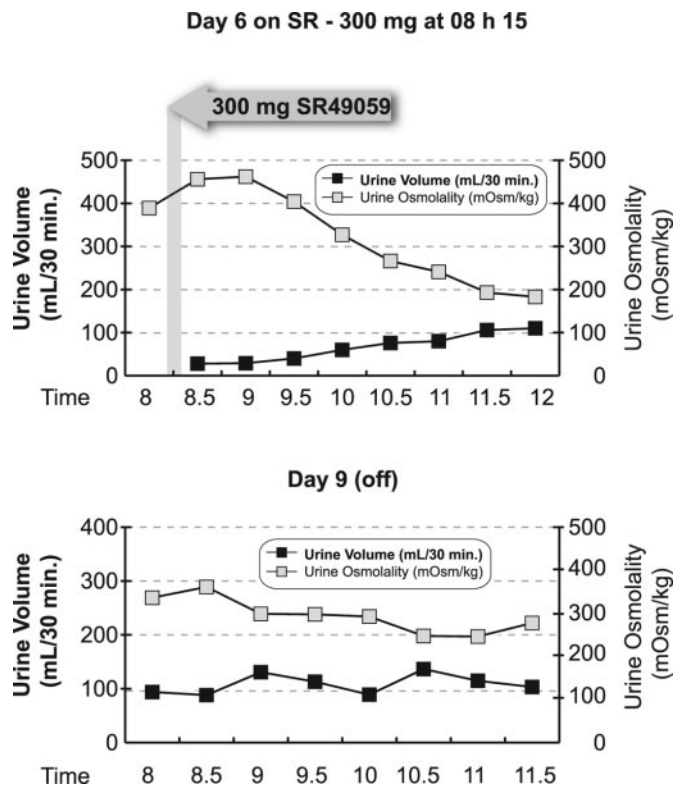 Day 6 on SR - 300 mg at 08 h 15
300 mg SR49059
Urine Volume
(mL/30 min.)
500
400
300
200
100
0
Urine Volume (mL/30 min.)
Urine Osmolality (mOsm/kg)
500
400
300
200
100
0
Urine Osmolality
(mOsm/kg)
Time 8 8.5 9 9.5 10 10.5 11 11.5 12
Day 9 (off)
Urine Volume
(mL/30 min.)
400
300
200
100
0
Urine Volume (mL/30 min.)
Urine Osmolality (mOsm/kg)
500
400
300
200
100
0
Urine Osmolality
(mOsm/kg)
Time 8 8.5 9 9.5 10 10.5 11 11.5